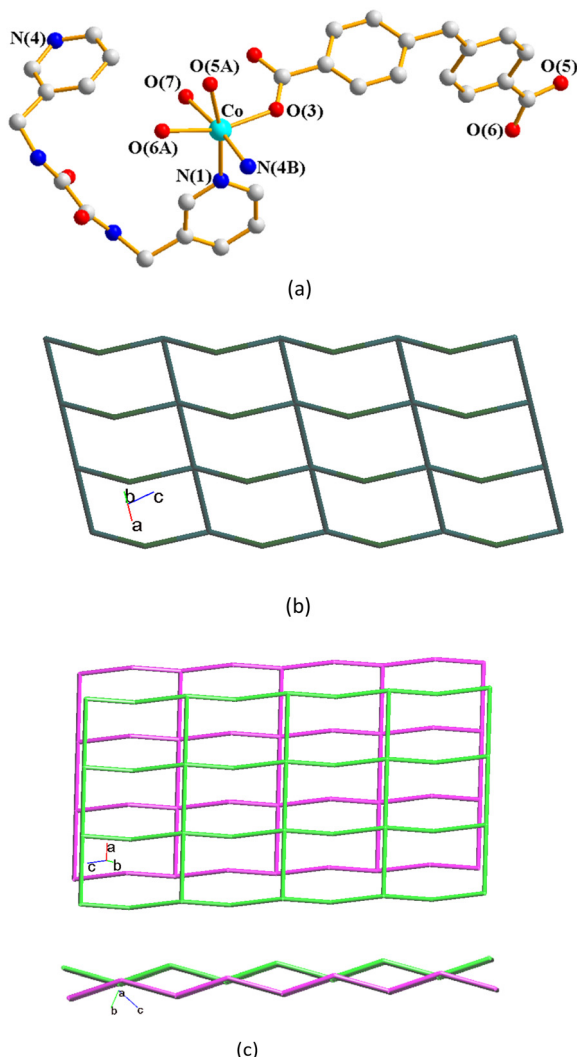 N(4)
O(5A)
O(5)
O(7)
Co
O(3)
O(6)
O(6A)
N(4B)
N(1)
(a)
b
c
a
(b)
a
c
b
a
b
c
(c)